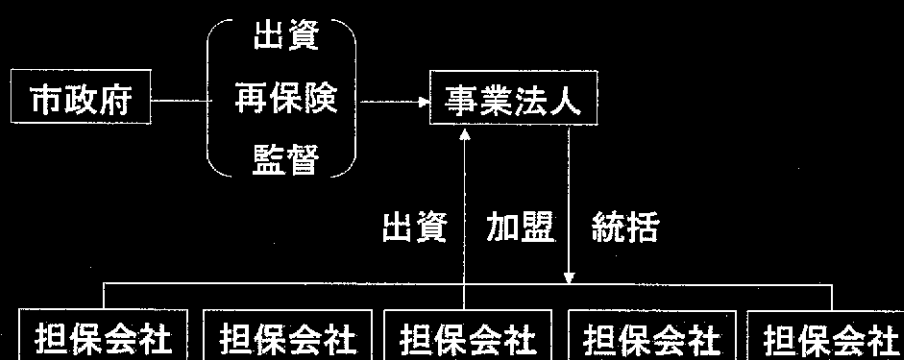 出資
市政府
再保険
事業法人
監督
出資 加盟 統括
担保会社 担保会社 担保会社 担保会社 担保会社